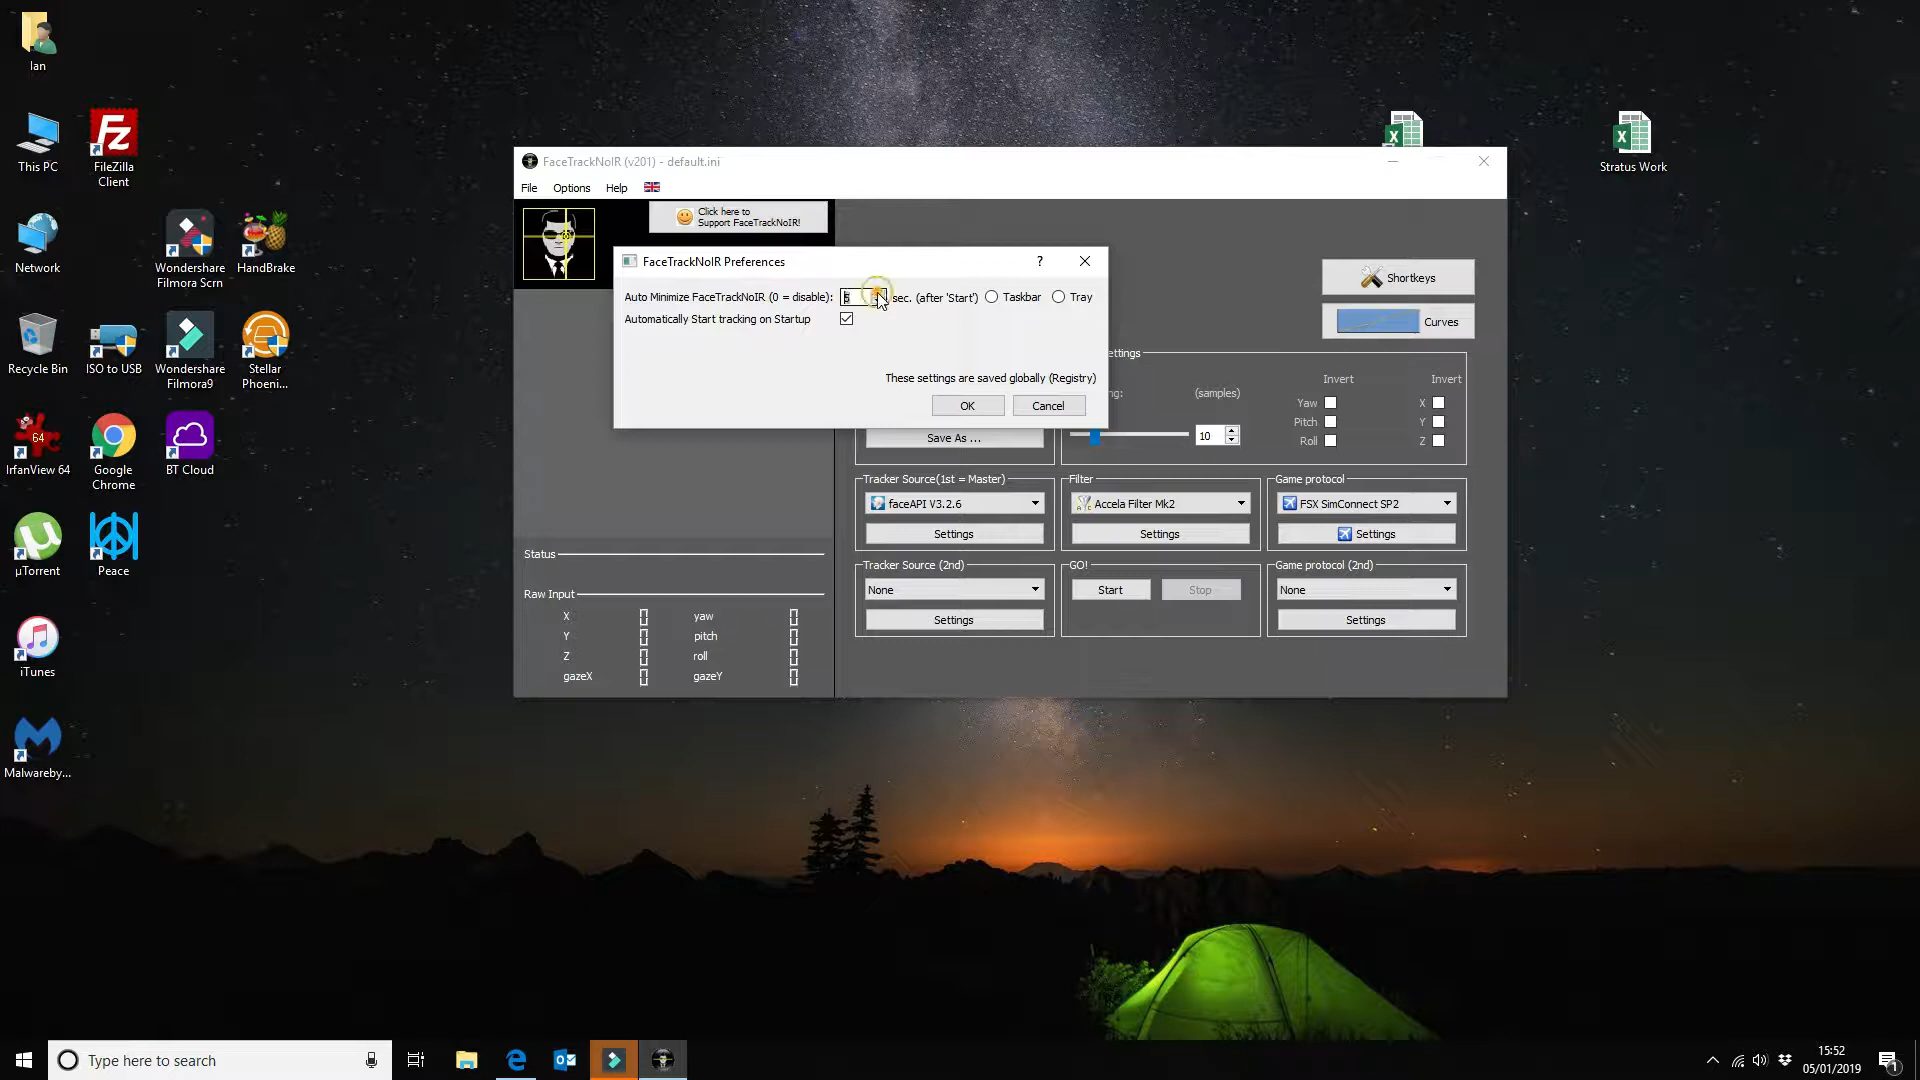 Ian
This PC
FileZilla
Client
Network
Wondershare
Filmora Scrn
HandBrake
Recycle Bin
ISO to USB
Wondershare
Filmora9
Stellar
Phoeni...
64
IrfanView 64
Google
Chrome
BT Cloud
µTorrent
Peace
iTunes
Malwareby...
Stratus Work
FaceTrackNoIR (v201) - default.ini
File Options Help
Click here to
Support FaceTrackNoIR!
FaceTrackNoIR Preferences
Auto Minimize FaceTrackNoIR (0 = disable): 5 sec. (after 'Start') Taskbar Tray
Automatically Start tracking on Startup
These settings are saved globally (Registry)
OK Cancel
Shortkeys
Curves
ettings
ng: (samples) Invert Invert
Yaw X
Pitch Y
Roll Z
10
Save As ...
Tracker Source(1st = Master) Filter Game protocol
faceAPI V3.2.6 Accela Filter Mk2 FSX SimConnect SP2
Settings Settings Settings
Tracker Source (2nd) GO! Game protocol (2nd)
None Start Stop None
Settings Settings
Status
Raw Input
X yaw
Y pitch
Z roll
gazeX gazeY
Type here to search
15:52
05/01/2019
1